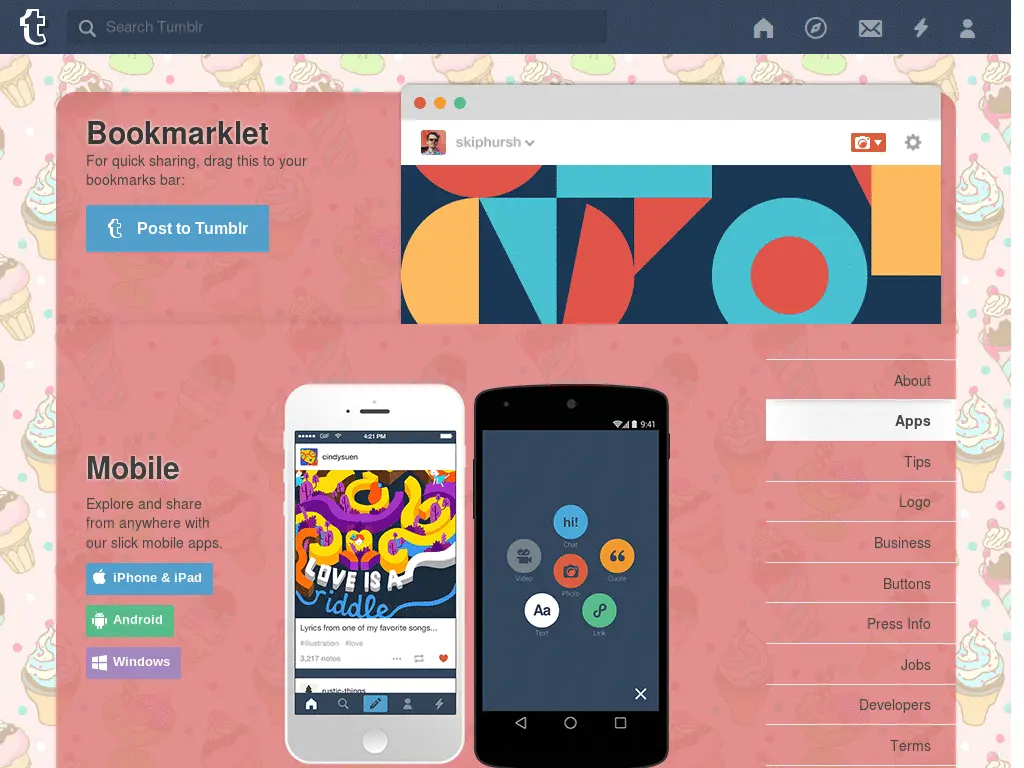 Search Tumblr
Bookmarklet
For quick sharing, drag this to your
bookmarks bar:
Post to Tumblr
skiphursh
Mobile
Explore and share
from anywhere with
our slick mobile apps.
iPhone & iPad
Android
Windows
GIF
4:21 PM
cindysuen
LOVE IS A
riddle
Lyrics from one of my favorite songs...
#illustration #love
3,217 notes
rustic-things
9:41
hi!
Chat
Video
Photo
Quote
Aa
Text
Link
About
Apps
Tips
Logo
Business
Buttons
Press Info
Jobs
Developers
Terms